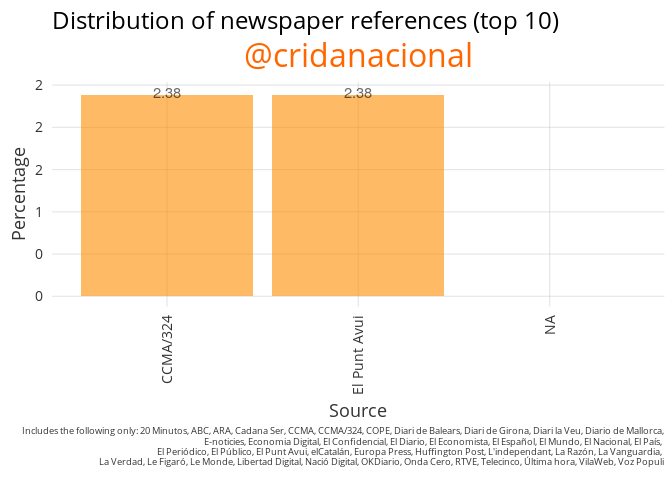 Distribution of newspaper references (top 10)
@cridanacional
2
2
2
1
0
0
Percentage
2.38
2.38
CCMA/324
El Punt Avui
NA
Source
Includes the following only: 20 Minutos, ABC, ARA, Cadana Ser, CCMA, CCMA/324, COPE, Diari de Balears, Diari de Girona, Diari la Veu, Diario de Mallorca,
E-noticies, Economia Digital, El Confidencial, El Diario, El Economista, El Español, El Mundo, El Nacional, El País,
El Periódico, El Público, El Punt Avui, elCatalán, Europa Press, Huffington Post, L'independant, La Razón, La Vanguardia,
La Verdad, Le Figaró, Le Monde, Libertad Digital, Nació Digital, OKDiario, Onda Cero, RTVE, Telecinco, Última hora, VilaWeb, Voz Populi